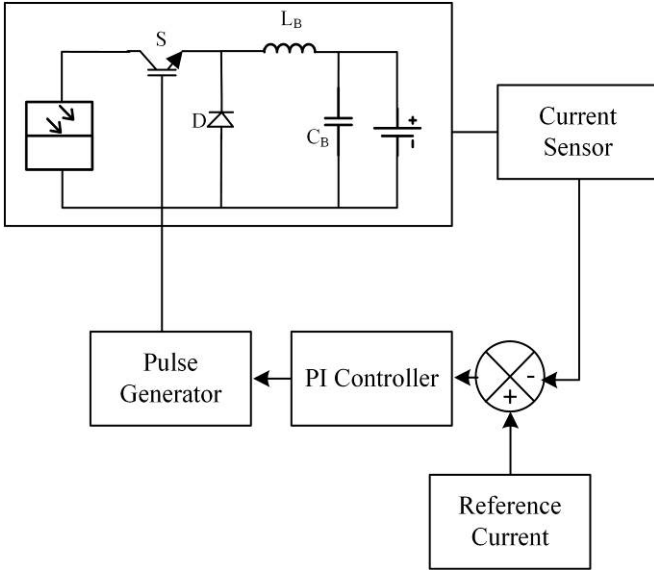 S
L_B
D
C_B
+
-
Current
Sensor
Pulse
Generator
PI Controller
-
+
Reference
Current